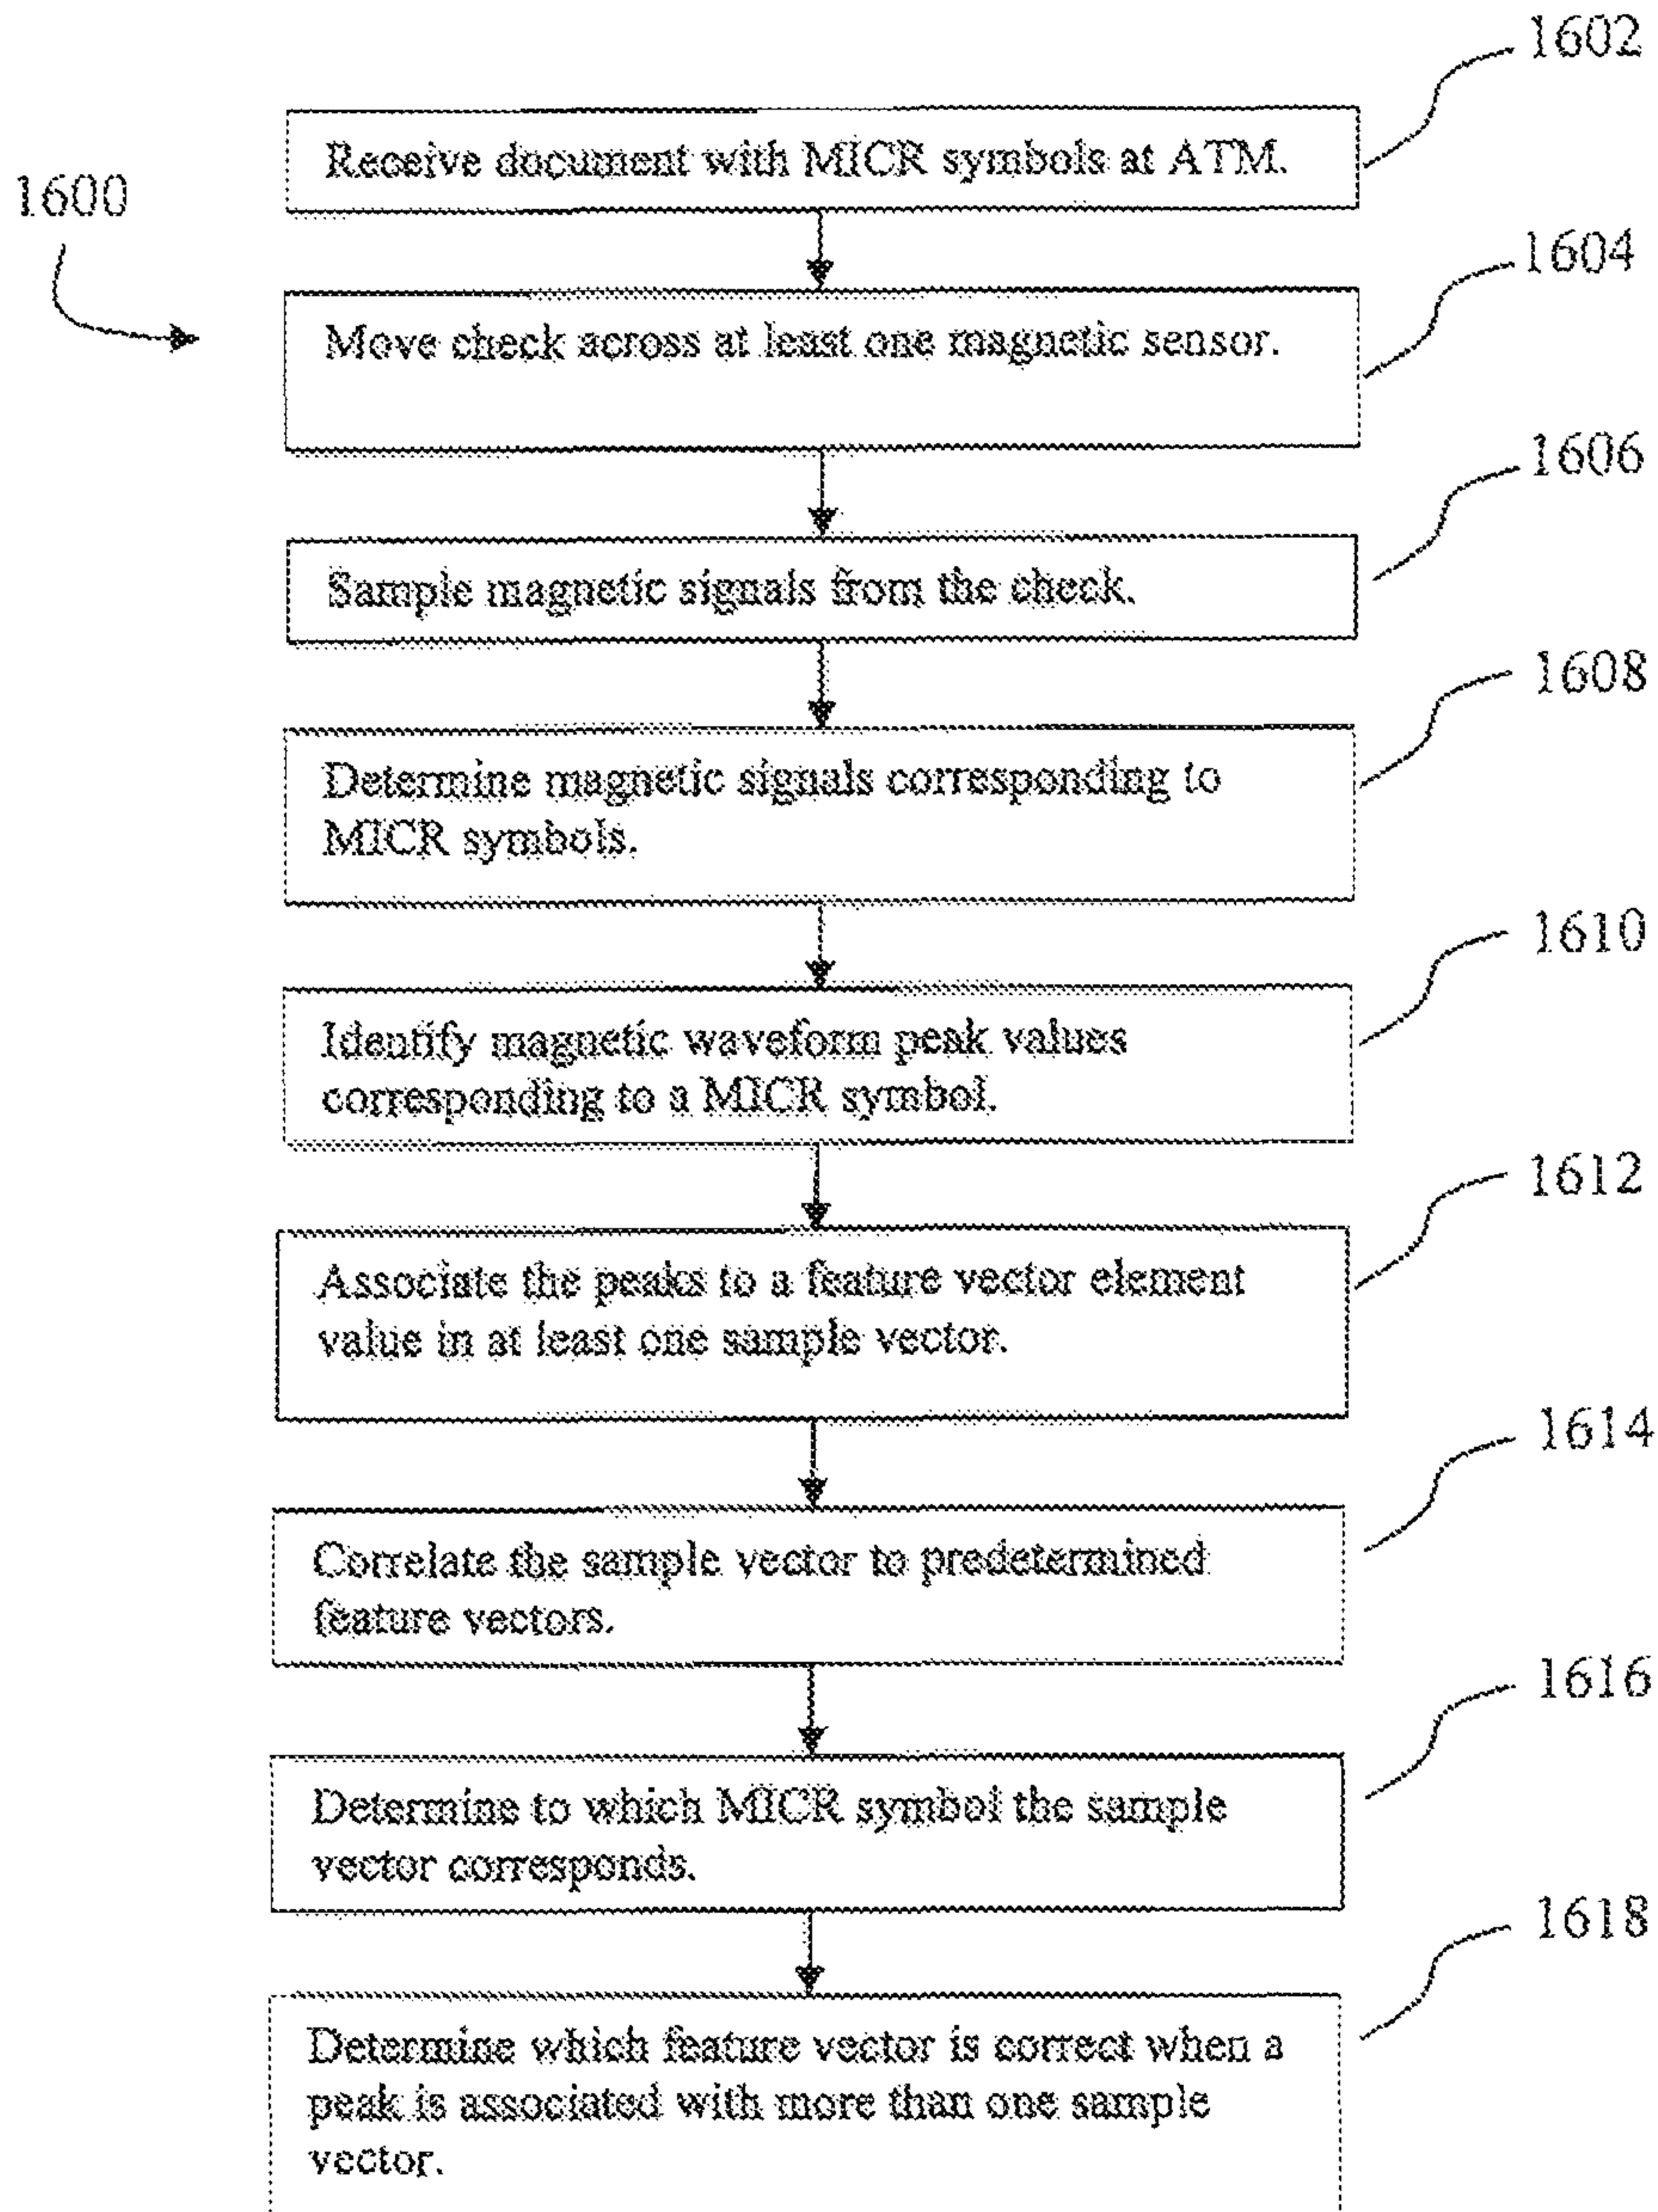 1602
Receive document with MICR symbols at ATM.
1600
1604
Move check across at least one magnetic sensor.
1606
Sample magnetic signals from the check.
1608
Determine magnetic signals corresponding to
MICR symbols.
1610
Identify magnetic waveform peak values
corresponding to a MICR symbol.
1612
Associate the peaks to a feature vector element
value in at least one sample vector.
1614
Correlate the sample vector to predetermined
feature vectors.
1616
Determine to which MICR symbol the sample
vector corresponds.
1618
Determine which feature vector is correct when a
peak is associated with more than one sample
vector.